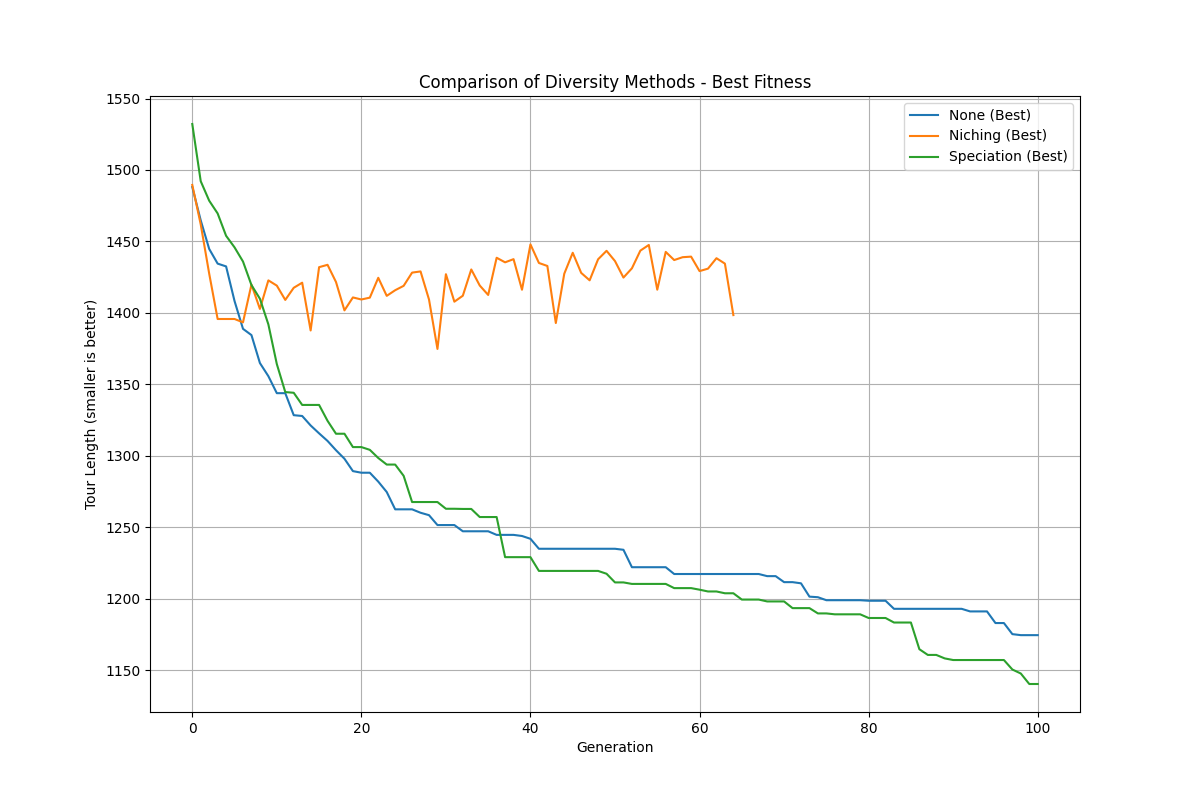 Comparison of Diversity Methods - Best Fitness
None (Best)
Niching (Best)
Speciation (Best)
Tour Length (smaller is better)
1550
1500
1450
1400
1350
1300
1250
1200
1150
0 20 40 60 80 100
Generation